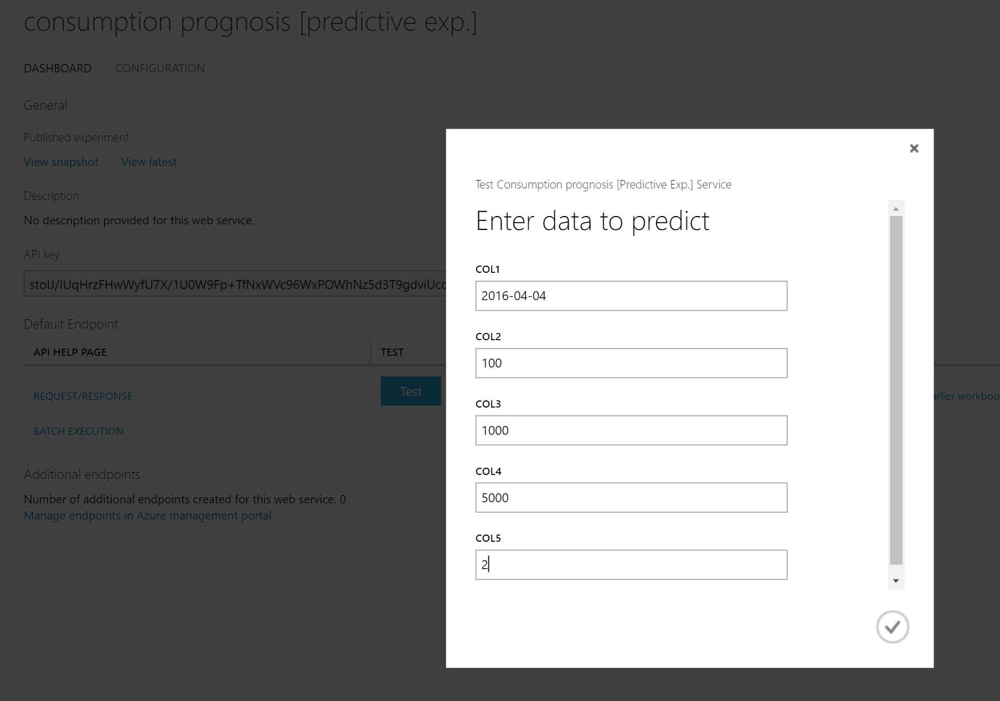 consumption prognosis [predictive exp.]
DASHBOARD CONFIGURATION
General
Published experiment
View snapshot View latest
Description
No description provided for this web service.
API key
stoIJ/IUqHrzFHwWyfU7X/1U0W9Fp+TfNxWVc96WxPOWhNz5d3T9gdviUcc
Default Endpoint
API HELP PAGE TEST
REQUEST/RESPONSE Test
BATCH EXECUTION
Additional endpoints
Number of additional endpoints created for this web service: 0
Manage endpoints in Azure management portal
arlier workboo
Test Consumption prognosis [Predictive Exp.] Service
Enter data to predict
COL1
2016-04-04
COL2
100
COL3
1000
COL4
5000
COL5
2